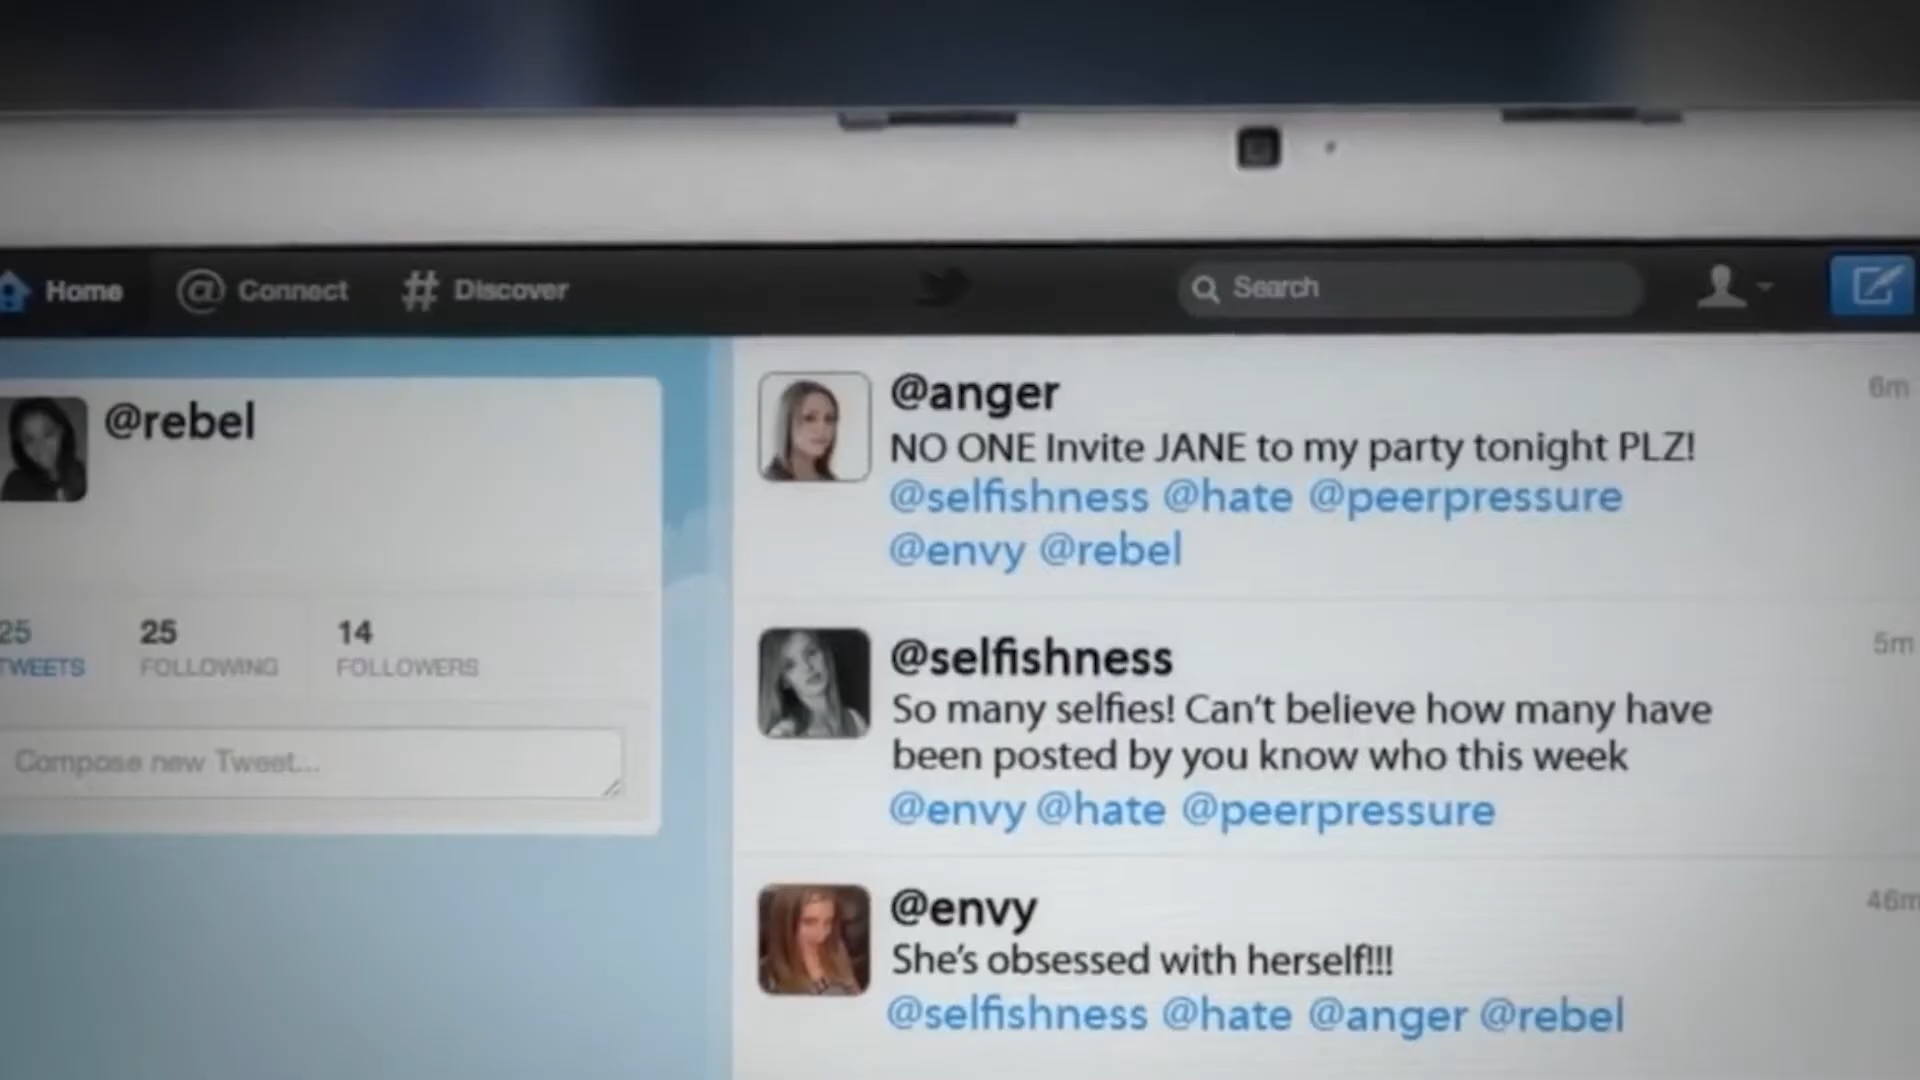 Home
Connect
Discover
Search
@rebel
25
TWEETS
25
FOLLOWING
14
FOLLOWERS
Compose new Tweet...
@anger
6m
NO ONE Invite JANE to my party tonight PLZ!
@selfishness @hate @peerpressure
@envy @rebel
@selfishness
5m
So many selfies! Can't believe how many have
been posted by you know who this week
@envy @hate @peerpressure
@envy
46m
She's obsessed with herself!!!
@selfishness @hate @anger @rebel